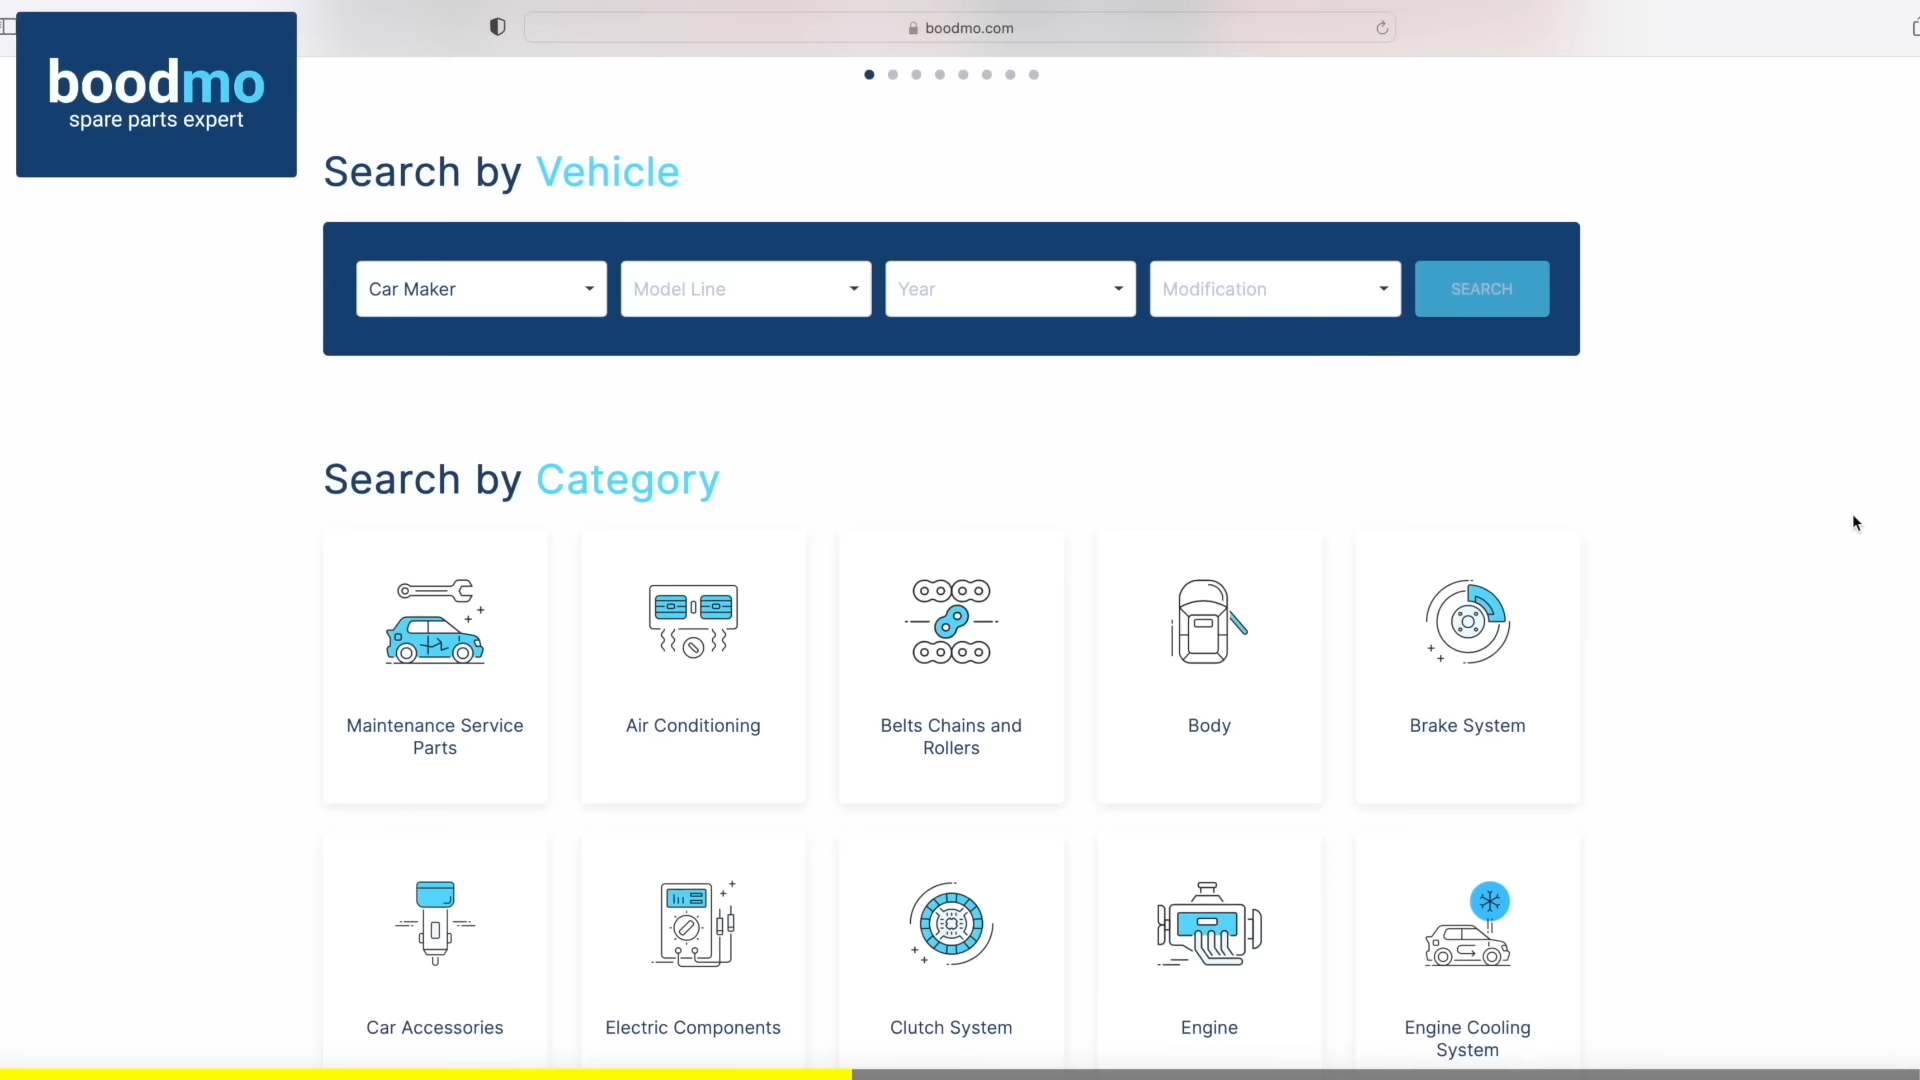 boodmo.com
boodmo
spare parts expert
Search by Vehicle
Car Maker
Model Line
Year
Modification
SEARCH
Search by Category
Maintenance Service
Parts
Air Conditioning
Belts Chains and
Rollers
Body
Brake System
Car Accessories
Electric Components
Clutch System
Engine
Engine Cooling
System